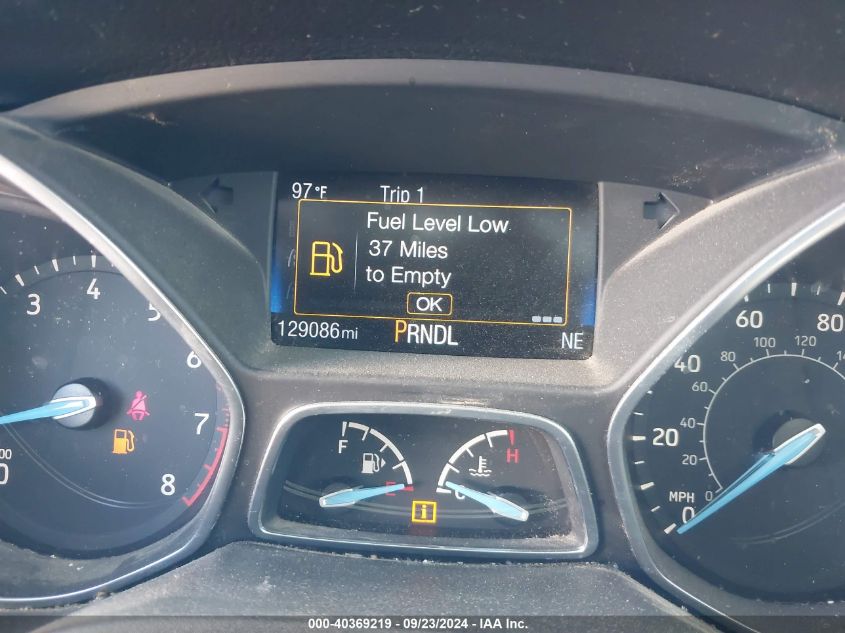 97°F Trip 1
Fuel Level Low
37 Miles
to Empty
OK
129086mi PRNDL NE
3 4 5 6 7 8
0
F E
C H
i
MPH 0 20 40 60 80
0 20 40 60 80 100 120
000-40369219 - 09/23/2024 - IAA Inc.